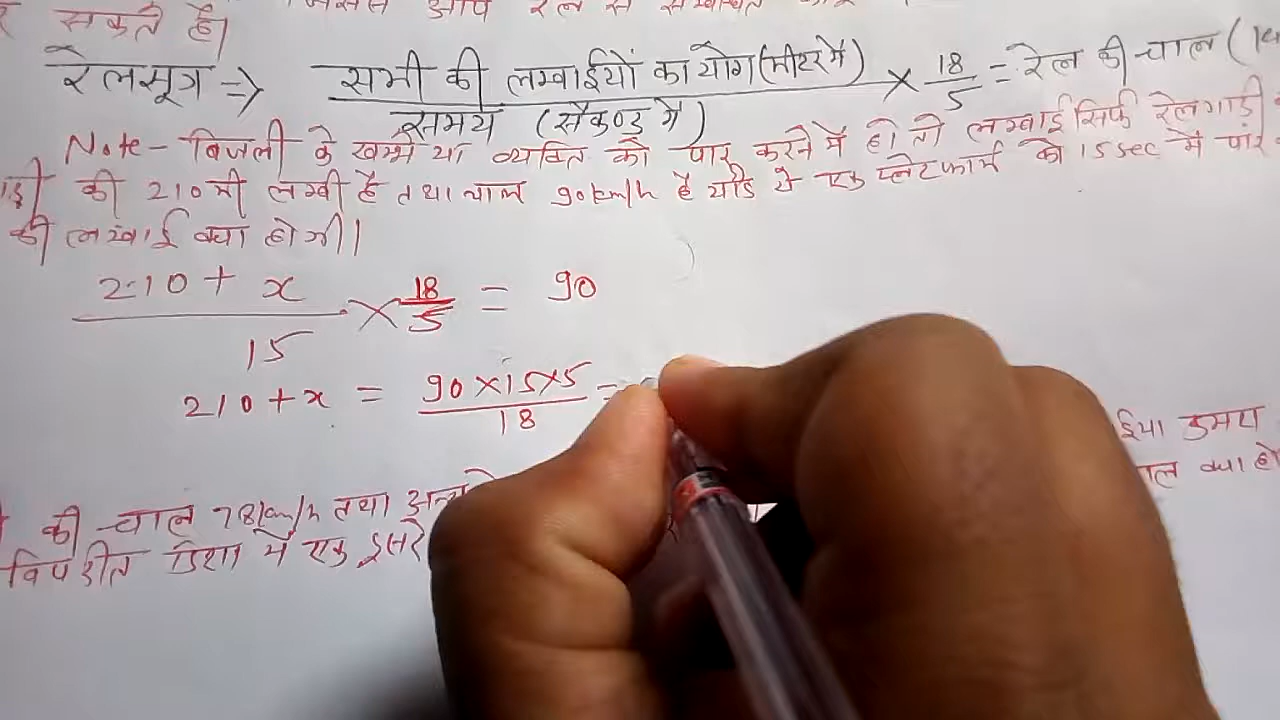 सकते है।
रेलसूत्र => सभी की लम्बाईयों का योग (मीटर में) / समय (सैकण्ड में) × 18/5 = रेल की चाल (
Note - बिजली के खम्भे या व्यक्ति को पार करने में हो तो लम्बाई सिर्फ रेलगाड़ी
की 210 मी लम्बी है तथा चाल 90 km/h है यदि ये एक प्लेटफार्म को 15 sec में पार
की लम्बाई क्या होगी।
210 + x / 15 × 18/5 = 90
210 + x = 90 × 15 × 5 / 18 =
की चाल 78 km/h तथा
विपरीत दिशा में एक दूसरे
क्या